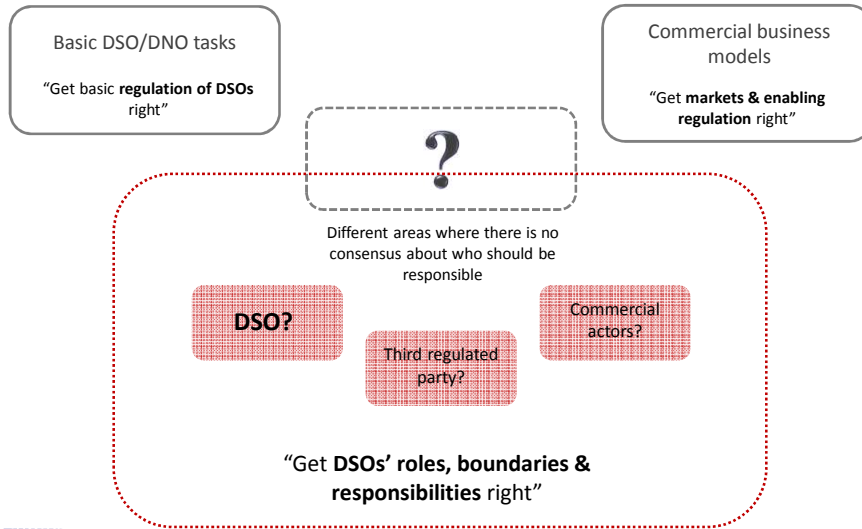 Basic DSO/DNO tasks
“Get basic regulation of DSOs
right”
Commercial business
models
“Get markets & enabling
regulation right”
?
Different areas where there is no
consensus about who should be
responsible
DSO?
Third regulated
party?
Commercial
actors?
“Get DSOs’ roles, boundaries &
responsibilities right”